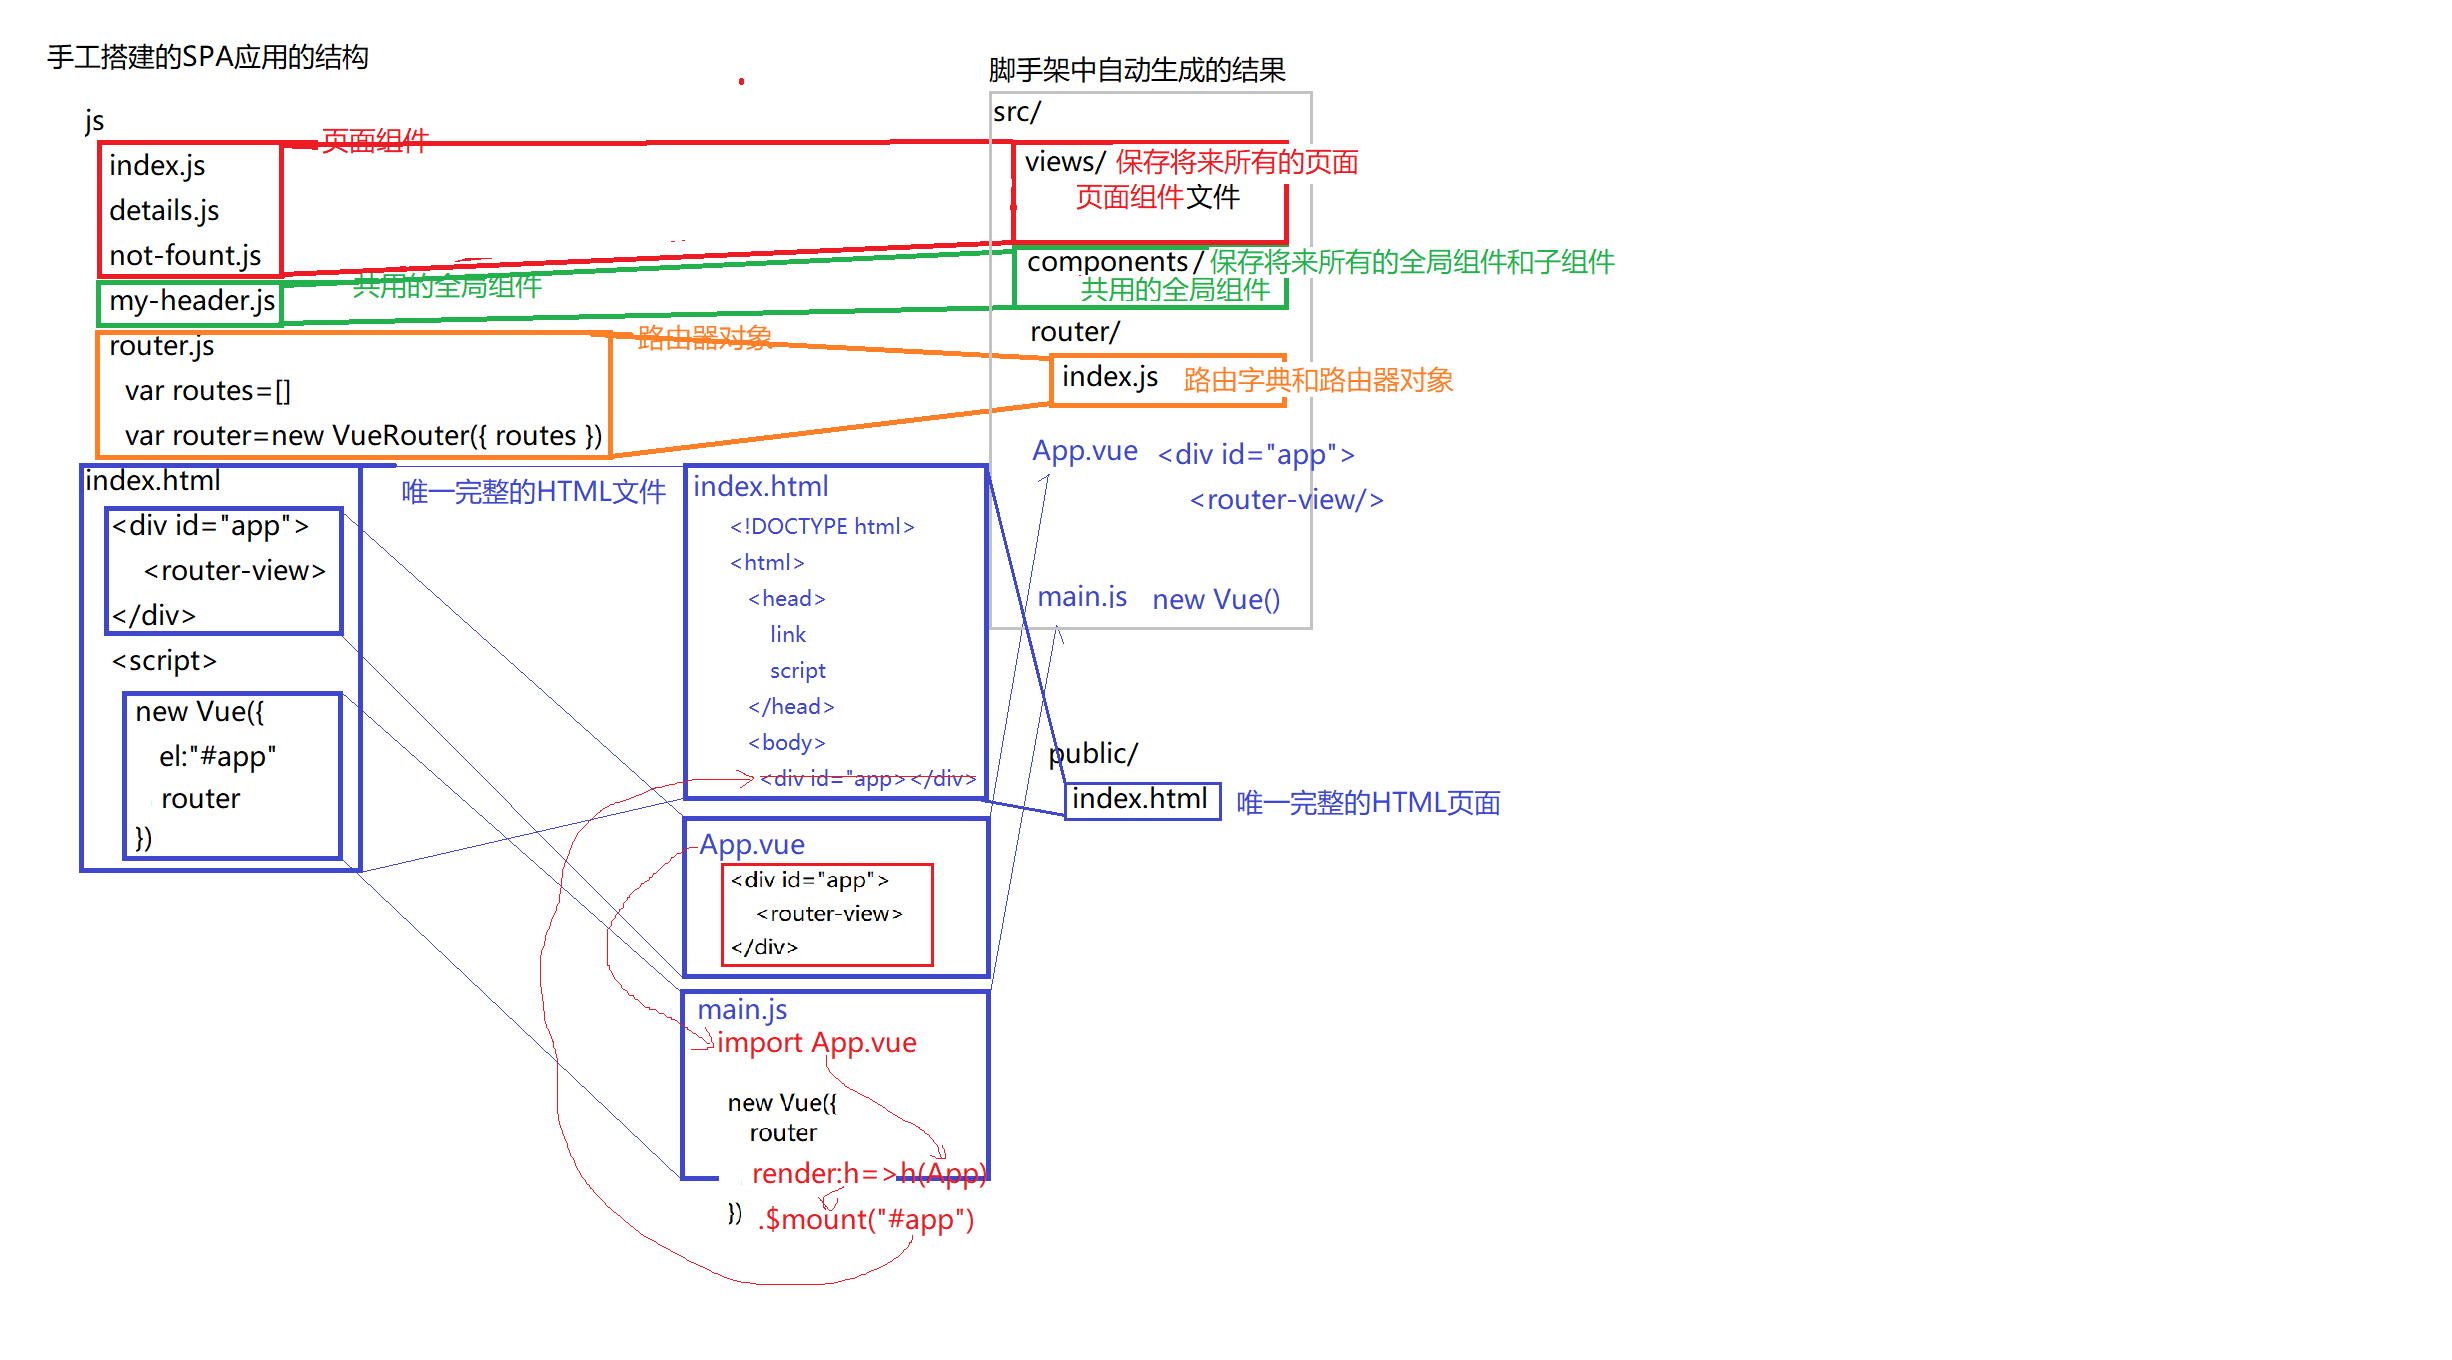 手工搭建的SPA应用的结构
js
页面组件
index.js
details.js
not-fount.js
共用的全局组件
my-header.js
路由器对象
router.js
var routes=[]
var router=new VueRouter({ routes })
index.html
<div id="app">
<router-view>
</div>
<script>
new Vue({
el:"#app"
router
})
唯一完整的HTML文件
index.html
<!DOCTYPE html>
<html>
<head>
link
script
</head>
<body>
<div id="app></div>
App.vue
<div id="app">
<router-view>
</div>
main.js
import App.vue
new Vue({
router
render:h=>h(App)
}) .$mount("#app")
脚手架中自动生成的结果
src/
views/ 保存将来所有的页面
页面组件文件
components/保存将来所有的全局组件和子组件
共用的全局组件
router/
index.js 路由字典和路由器对象
App.vue <div id="app">
<router-view/>
main.js new Vue()
public/
index.html 唯一完整的HTML页面